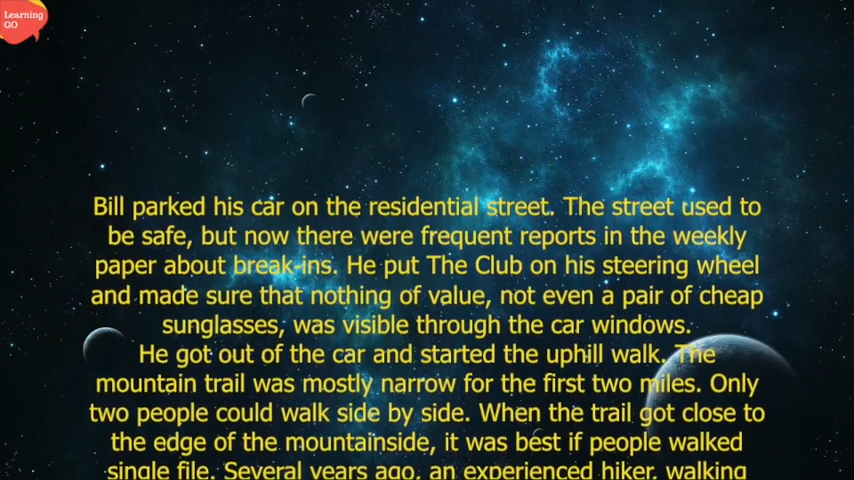 Learning
GO
Bill parked his car on the residential street. The street used to
be safe, but now there were frequent reports in the weekly
paper about break-ins. He put The Club on his steering wheel
and made sure that nothing of value, not even a pair of cheap
sunglasses, was visible through the car windows.
He got out of the car and started the uphill walk. The
mountain trail was mostly narrow for the first two miles. Only
two people could walk side by side. When the trail got close to
the edge of the mountainside, it was best if people walked
single file. Several years ago, an experienced hiker, walking